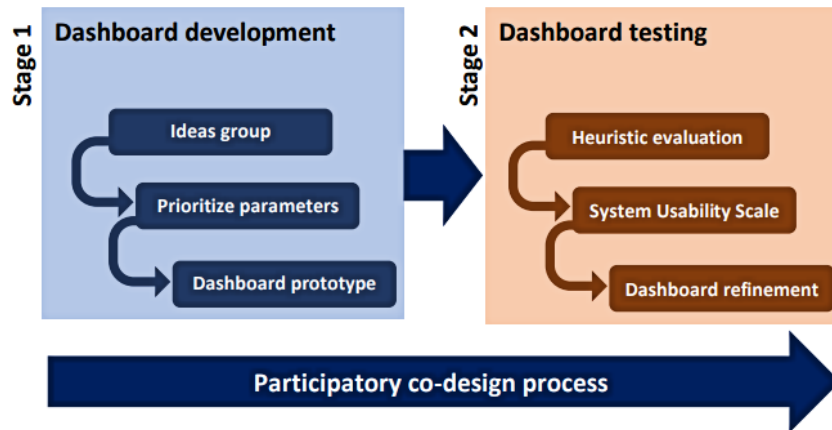 Stage 1
Dashboard development
Ideas group
Prioritize parameters
Dashboard prototype
Stage 2
Dashboard testing
Heuristic evaluation
System Usability Scale
Dashboard refinement
Participatory co-design process